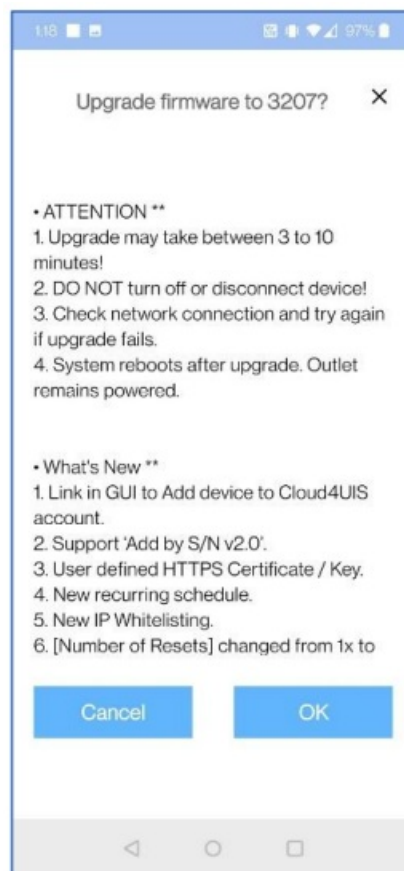 1:18 97%
Upgrade firmware to 3207? ×
• ATTENTION **
1. Upgrade may take between 3 to 10
minutes!
2. DO NOT turn off or disconnect device!
3. Check network connection and try again
if upgrade fails.
4. System reboots after upgrade. Outlet
remains powered.
• What's New **
1. Link in GUI to Add device to Cloud4UIS
account.
2. Support 'Add by S/N v2.0'.
3. User defined HTTPS Certificate / Key.
4. New recurring schedule.
5. New IP Whitelisting.
6. [Number of Resets] changed from 1x to
Cancel OK